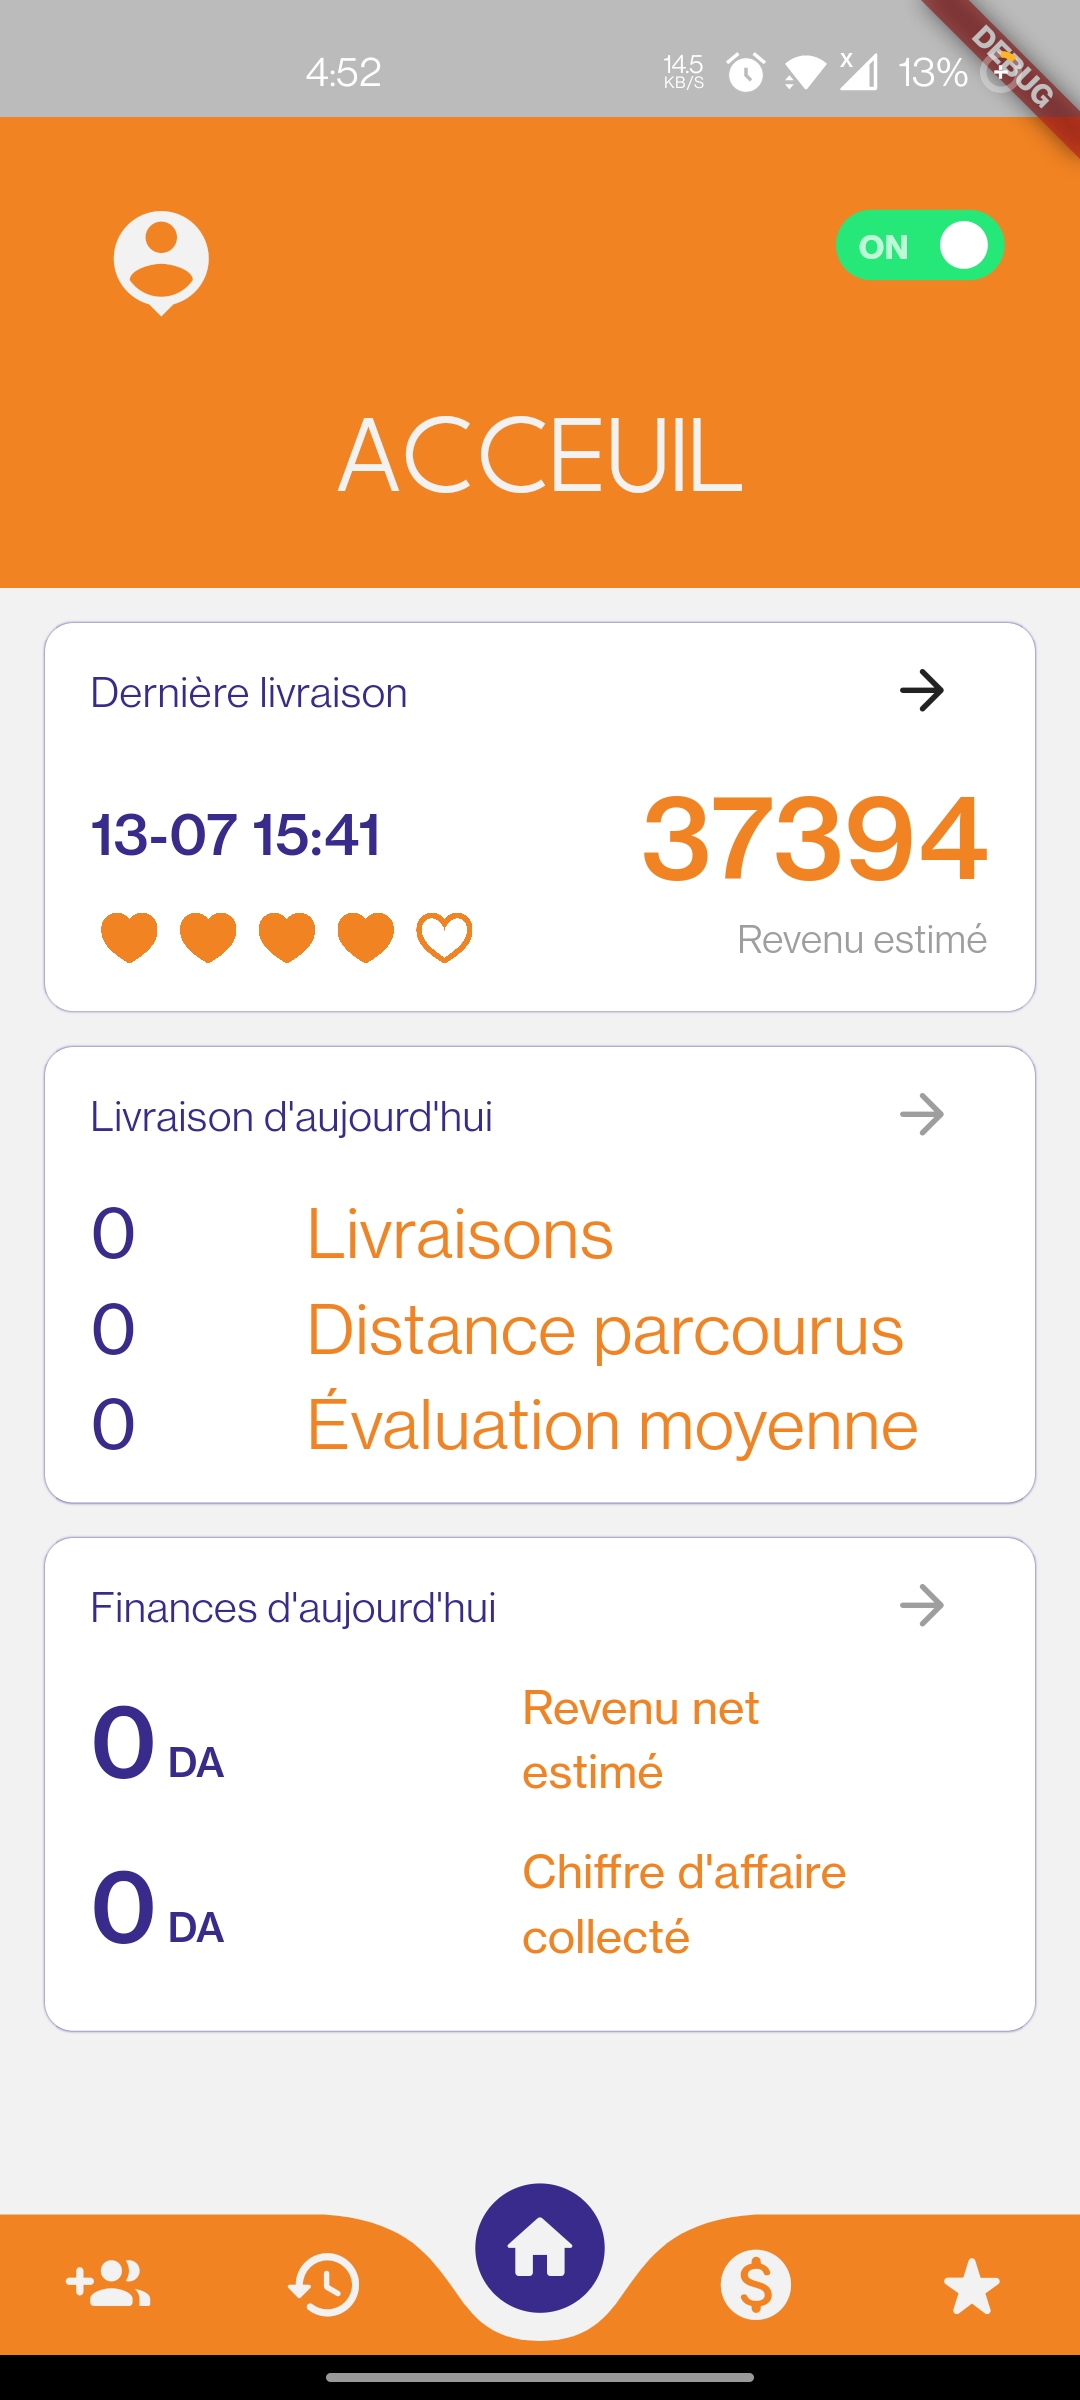 4:52
14.5
KB/S
X
13%
DEBUG
ON
ACCEUIL
Dernière livraison
13-07 15:41
37394
Revenu estimé
Livraison d'aujourd'hui
0 Livraisons
0 Distance parcourus
0 Évaluation moyenne
Finances d'aujourd'hui
0 DA
Revenu net
estimé
0 DA
Chiffre d'affaire
collecté